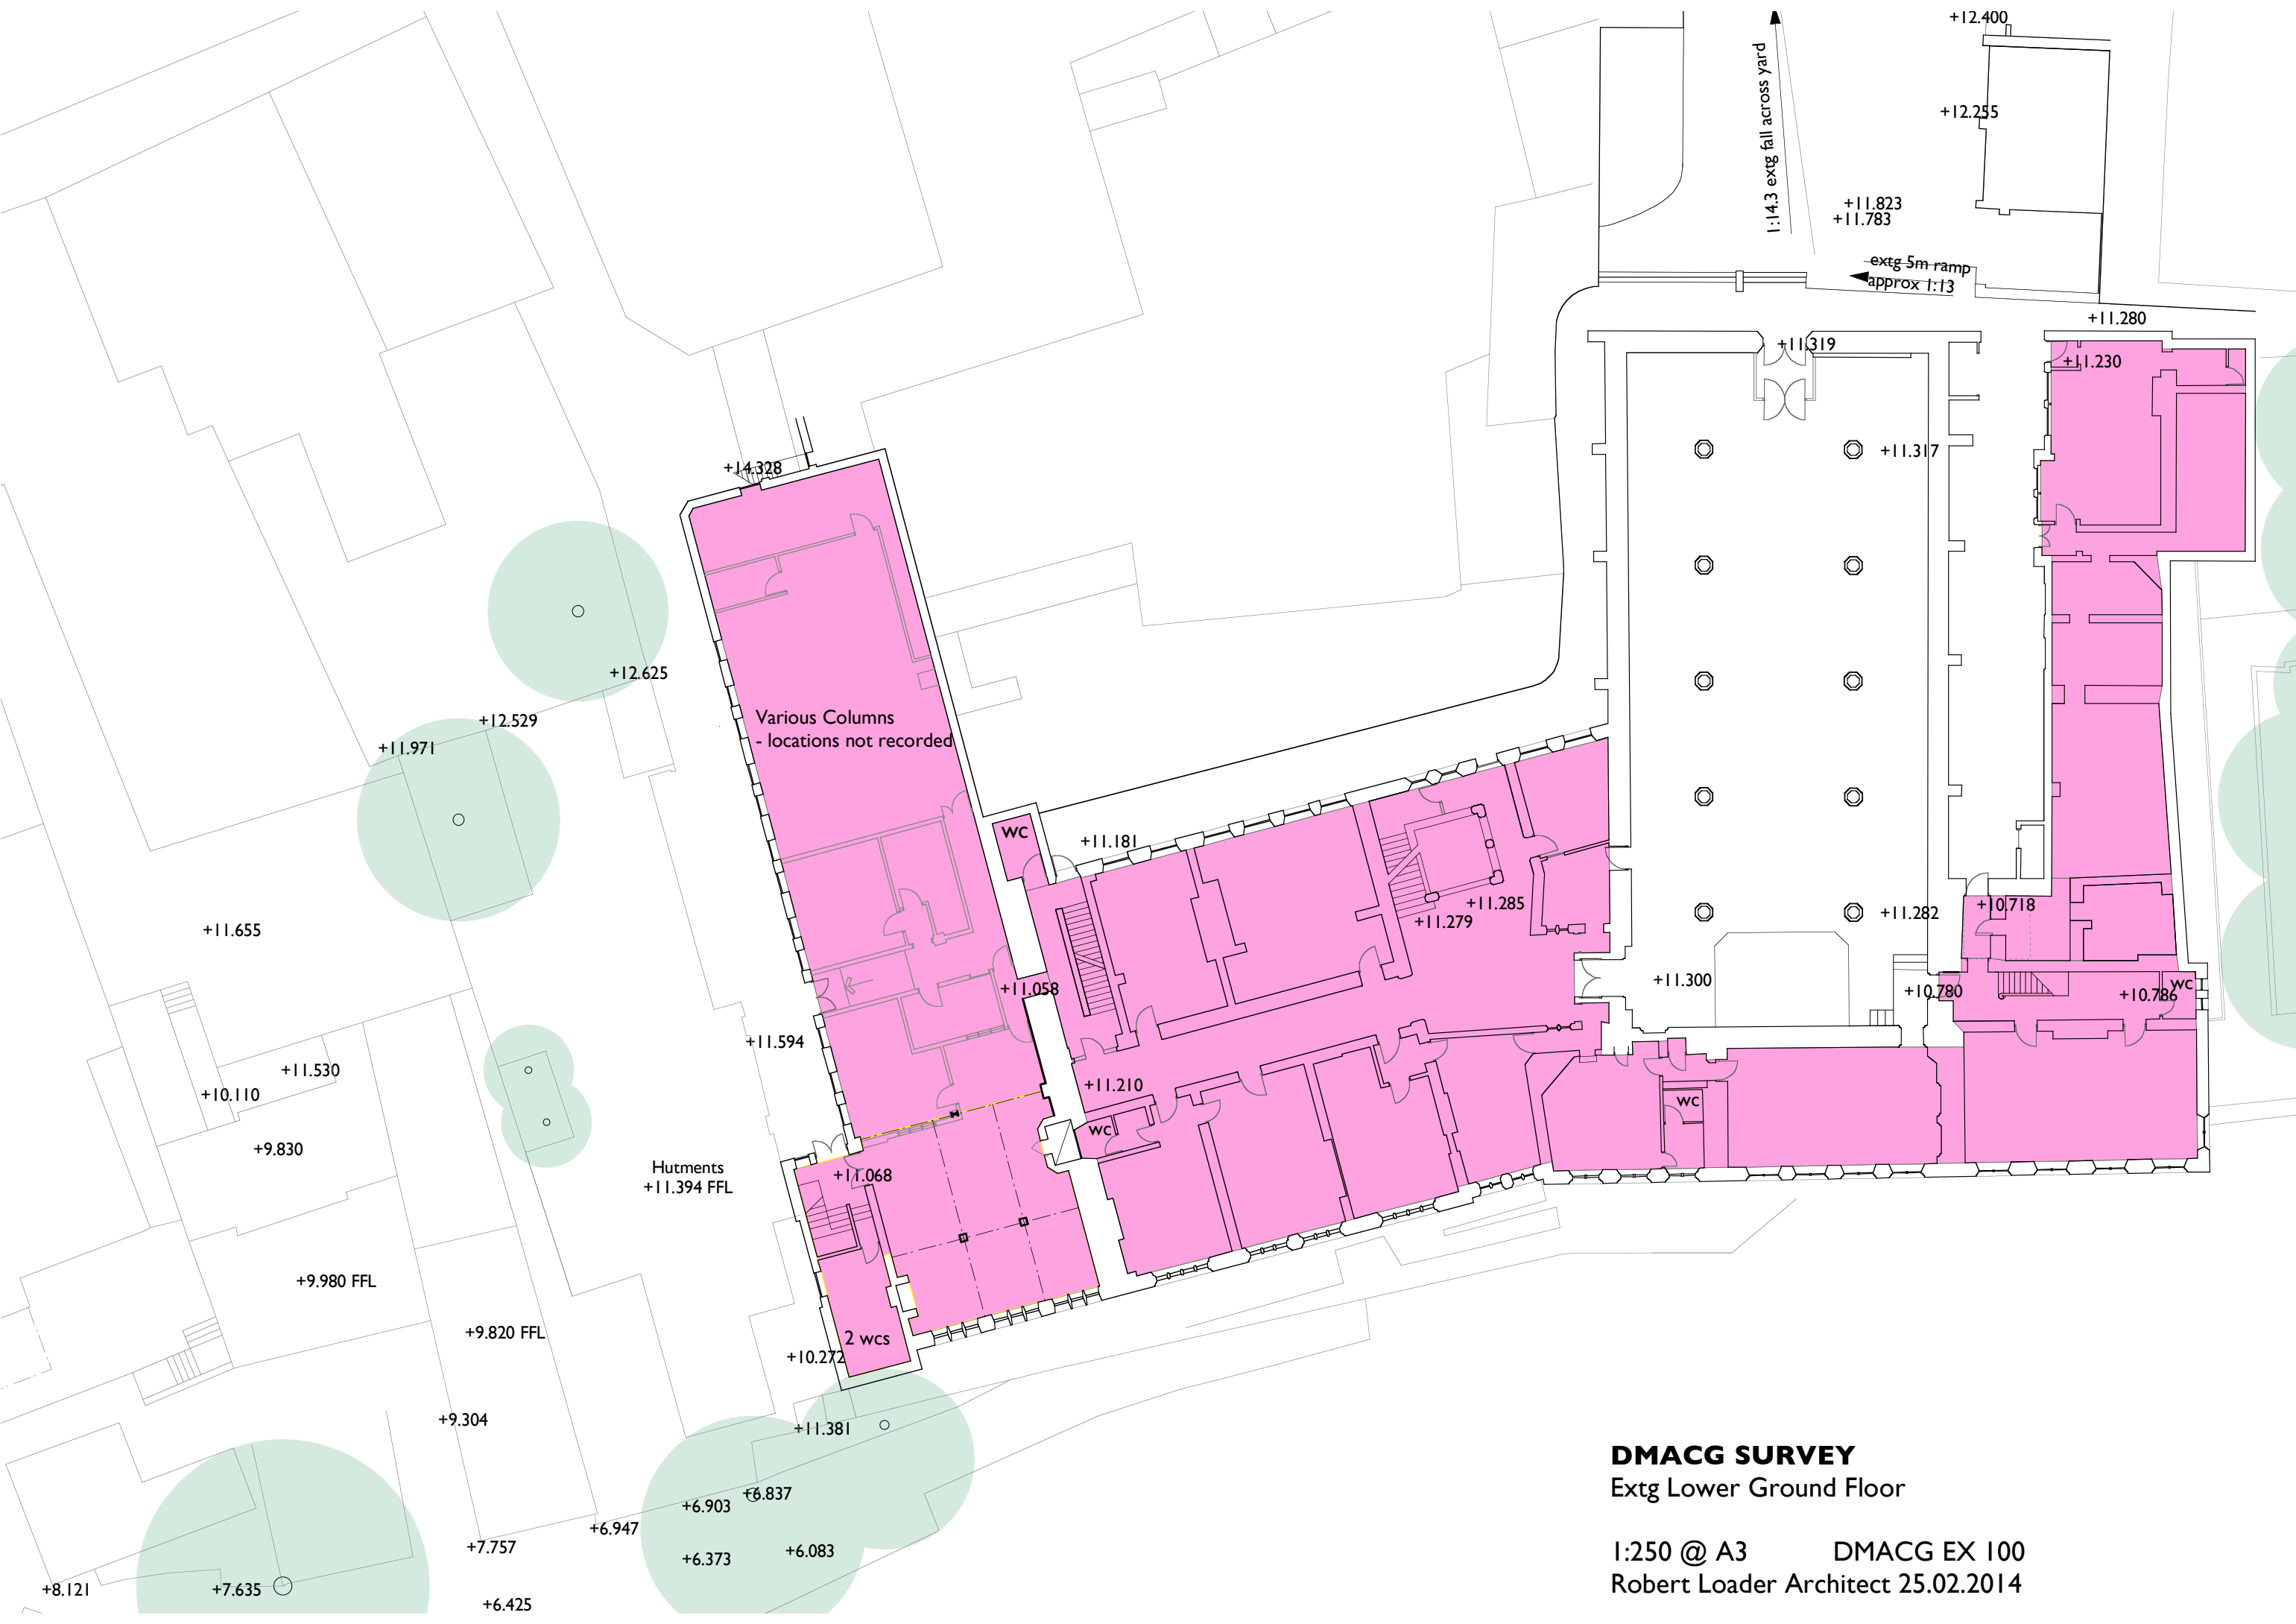 +12.400
1:14.3 extg fall across yard
+12.255
+11.823
+11.783
extg 5m ramp
approx 1:13
+11.280
+11.319
+11.230
+14.328
+11.317
+12.625
Various Columns
- locations not recorded
+12.529
+11.971
WC
+11.181
+11.285
+11.279
+11.282
+10.718
+11.655
+11.300
+11.058
+10.780
+10.786
WC
+11.594
+11.530
+10.110
+11.210
WC
WC
+9.830
Hutments
+11.394 FFL
+11.068
+9.980 FFL
+9.820 FFL
2 wcs
+10.272
+9.304
+11.381
+6.837
+6.903
+6.947
+7.757
+6.373
+6.083
+8.121
+7.635
+6.425
DMACG SURVEY
Extg Lower Ground Floor
1:250 @ A3 DMACG EX 100
Robert Loader Architect 25.02.2014